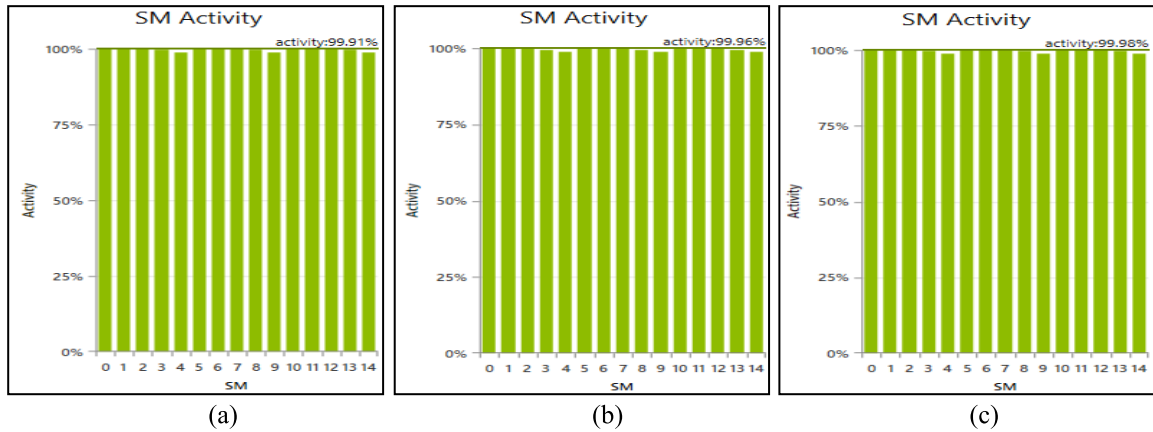 SM Activity
activity:99.91%
100%
75%
50%
25%
0%
Activity
0 1 2 3 4 5 6 7 8 9 10 11 12 13 14
SM
(a)
SM Activity
activity:99.96%
100%
75%
50%
25%
0%
Activity
0 1 2 3 4 5 6 7 8 9 10 11 12 13 14
SM
(b)
SM Activity
activity:99.98%
100%
75%
50%
25%
0%
Activity
0 1 2 3 4 5 6 7 8 9 10 11 12 13 14
SM
(c)